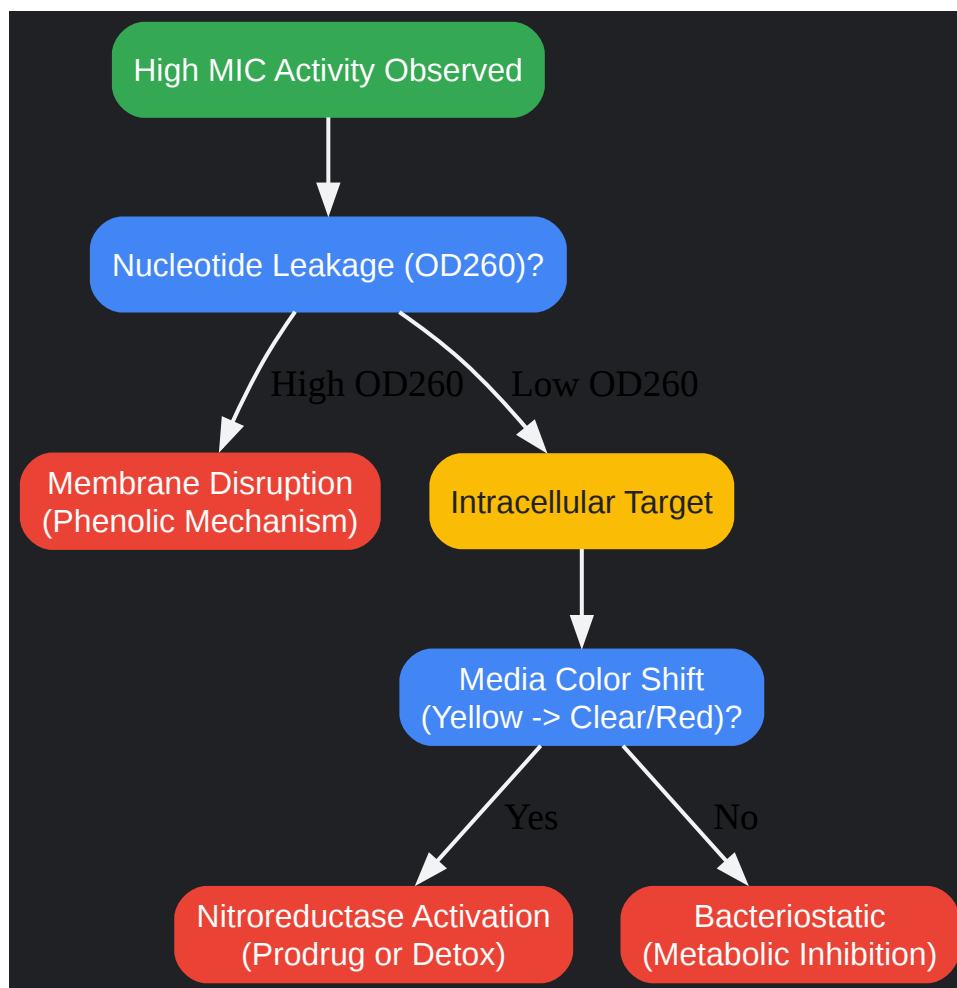 High MIC Activity Observed
Nucleotide Leakage (OD260)?
High OD260
Low OD260
Membrane Disruption
(Phenolic Mechanism)
Intracellular Target
Media Color Shift
(Yellow -> Clear/Red)?
Yes
No
Nitroreductase Activation
(Prodrug or Detox)
Bacteriostatic
(Metabolic Inhibition)